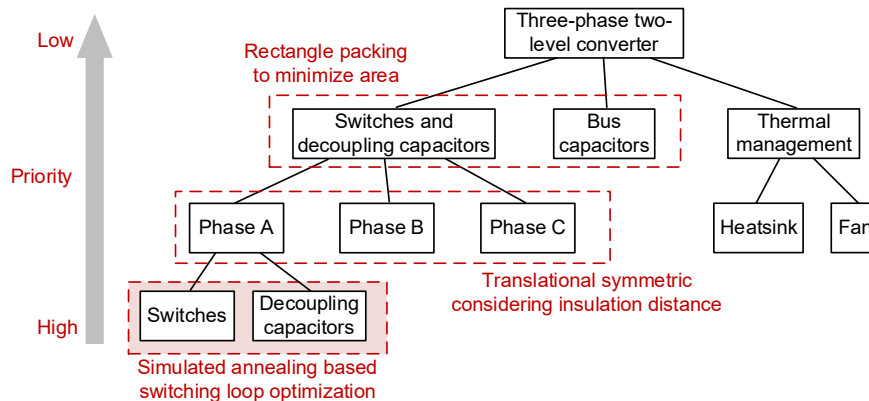 Three-phase two-
level converter
Low
Rectangle packing
to minimize area
Switches and
decoupling capacitors
Bus
capacitors
Thermal
management
Priority
Phase A
Phase B
Phase C
Heatsink
Fan
Translational symmetric
considering insulation distance
Switches
Decoupling
capacitors
High
Simulated annealing based
switching loop optimization